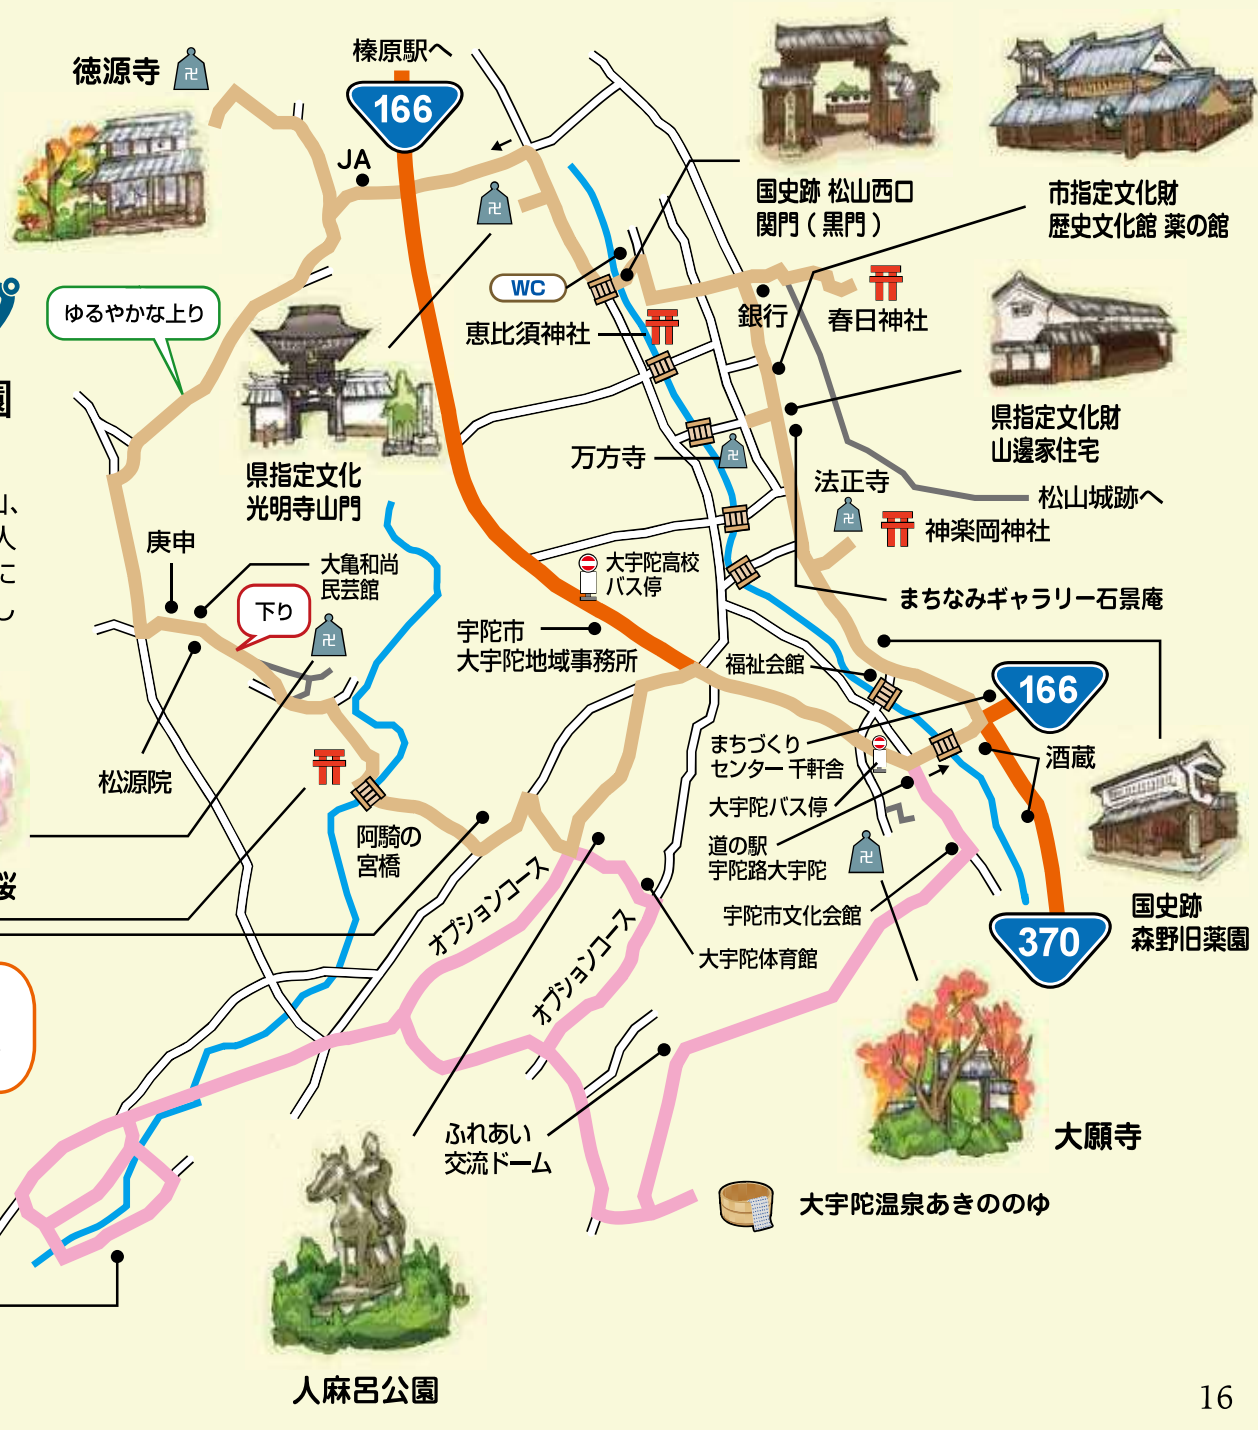 徳源寺
榛原駅へ
166
JA
国史跡 松山西口
関門（黒門）
市指定文化財
歴史文化館 薬の館
ゆるやかな上り
WC
恵比須神社
銀行
春日神社
園
県指定文化財
山邊家住宅
県指定文化
光明寺山門
万方寺
法正寺
松山城跡へ
山、
人
に
し
庚申
大亀和尚
民芸館
大宇陀高校
バス停
神楽岡神社
下り
まちなみギャラリー石景庵
宇陀市
大宇陀地域事務所
福祉会館
166
松源院
まちづくり
センター 千軒舎
酒蔵
大宇陀バス停
阿騎の
宮橋
道の駅
宇陀路大宇陀
桜
オプションコース
オプションコース
宇陀市文化会館
370
国史跡
森野旧薬園
大宇陀体育館
ふれあい
交流ドーム
大願寺
大宇陀温泉あきののゆ
人麻呂公園
16